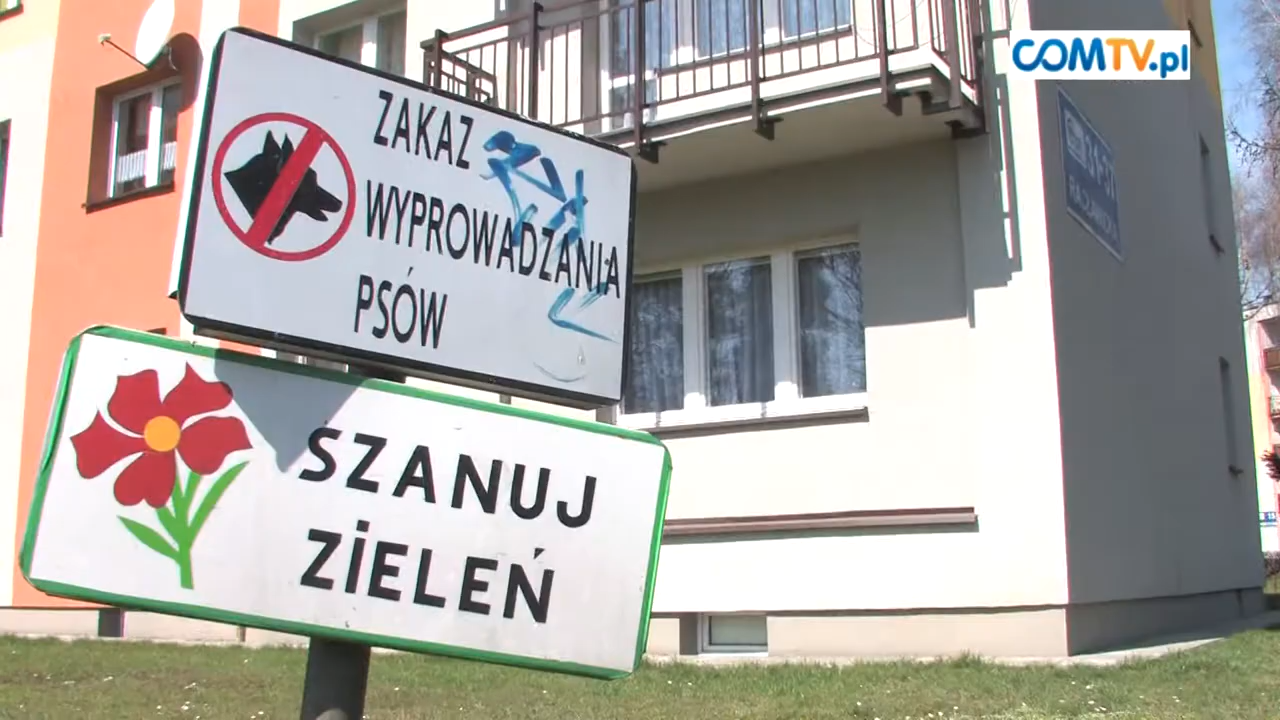 COMTV.pl
ZAKAZ
WYPROWADZANIA
PSÓW
SZANUJ
ZIELEŃ